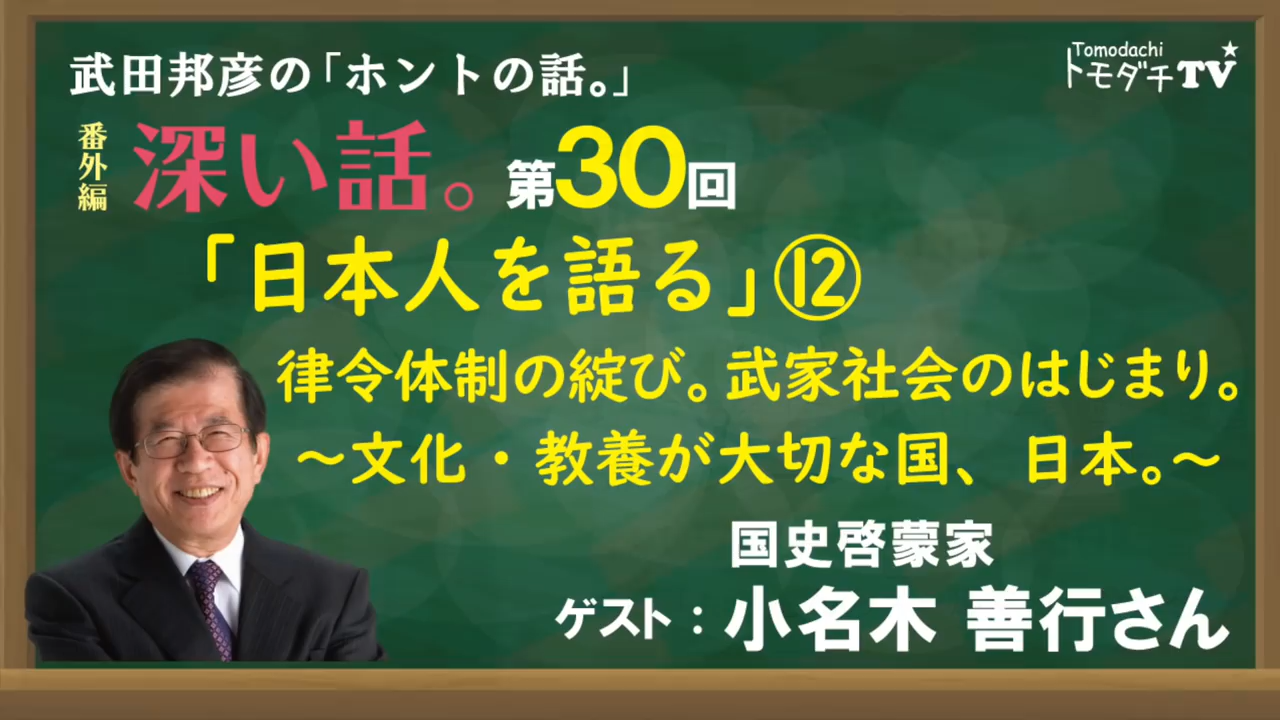 武田邦彦の「ホントの話。」
Tomodachi
トモダチTV
番外編
深い話。第30回
「日本人を語る」⑫
律令体制の綻び。武家社会のはじまり。
～文化・教養が大切な国、日本。～
国史啓蒙家
ゲスト：小名木 善行さん